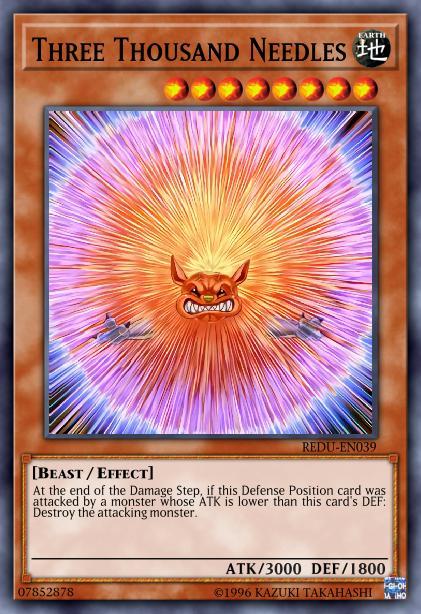 THREE THOUSAND NEEDLES
EARTH
地
REDU-EN039
[BEAST / EFFECT]
At the end of the Damage Step, if this Defense Position card was
attacked by a monster whose ATK is lower than this card's DEF:
Destroy the attacking monster.
ATK/3000 DEF/1800
07852878
©1996 KAZUKI TAKAHASHI